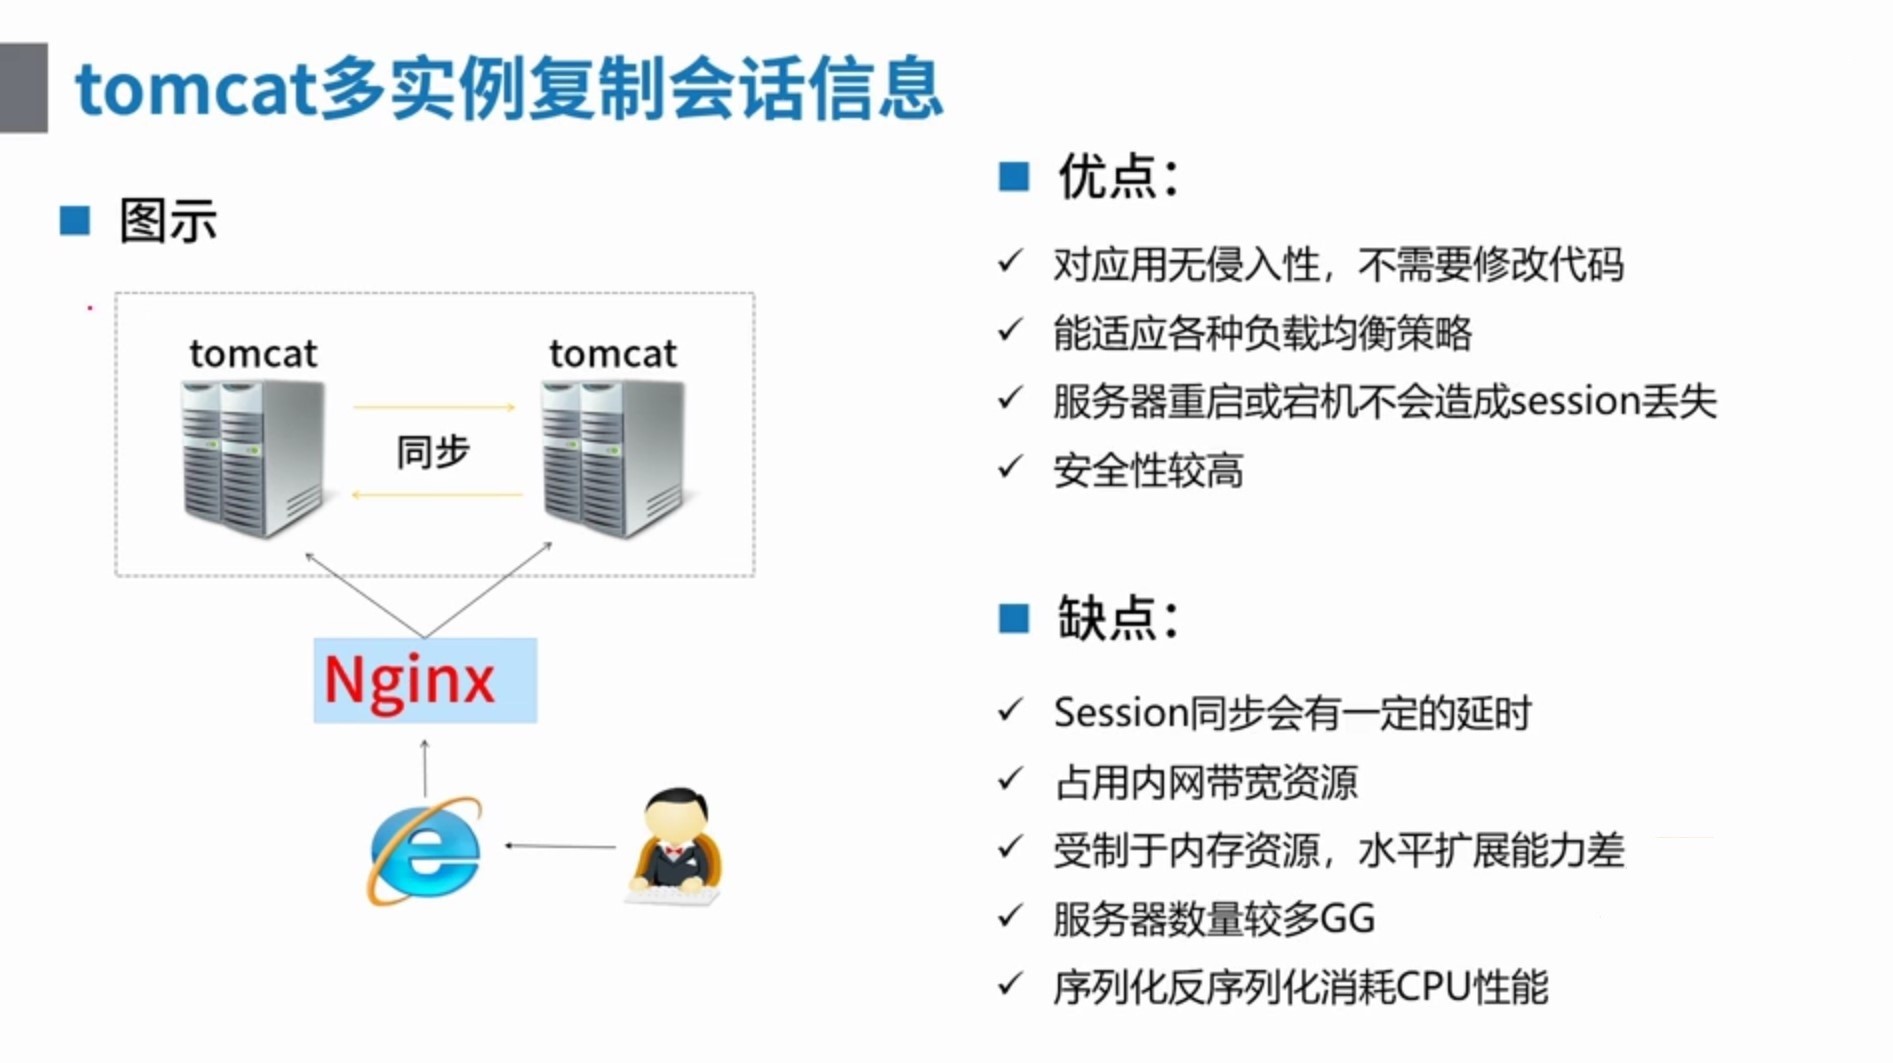 tomcat多实例复制会话信息
图示
tomcat
tomcat
同步
Nginx
优点：
对应用无侵入性，不需要修改代码
能适应各种负载均衡策略
服务器重启或宕机不会造成session丢失
安全性较高
缺点：
Session同步会有一定的延时
占用内网带宽资源
受制于内存资源，水平扩展能力差
服务器数量较多GG
序列化反序列化消耗CPU性能